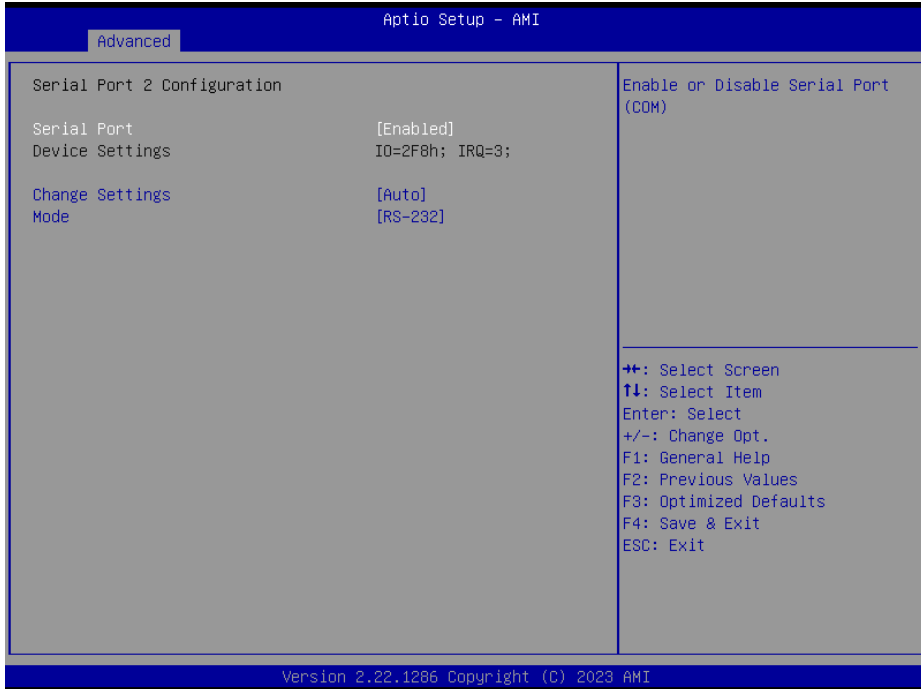 Aptio Setup - AMI
Advanced
Serial Port 2 Configuration
Serial Port [Enabled]
Device Settings IO=2F8h; IRQ=3;
Change Settings [Auto]
Mode [RS-232]
Enable or Disable Serial Port
(COM)
→←: Select Screen
↑↓: Select Item
Enter: Select
+/-: Change Opt.
F1: General Help
F2: Previous Values
F3: Optimized Defaults
F4: Save & Exit
ESC: Exit
Version 2.22.1286 Copyright (C) 2023 AMI